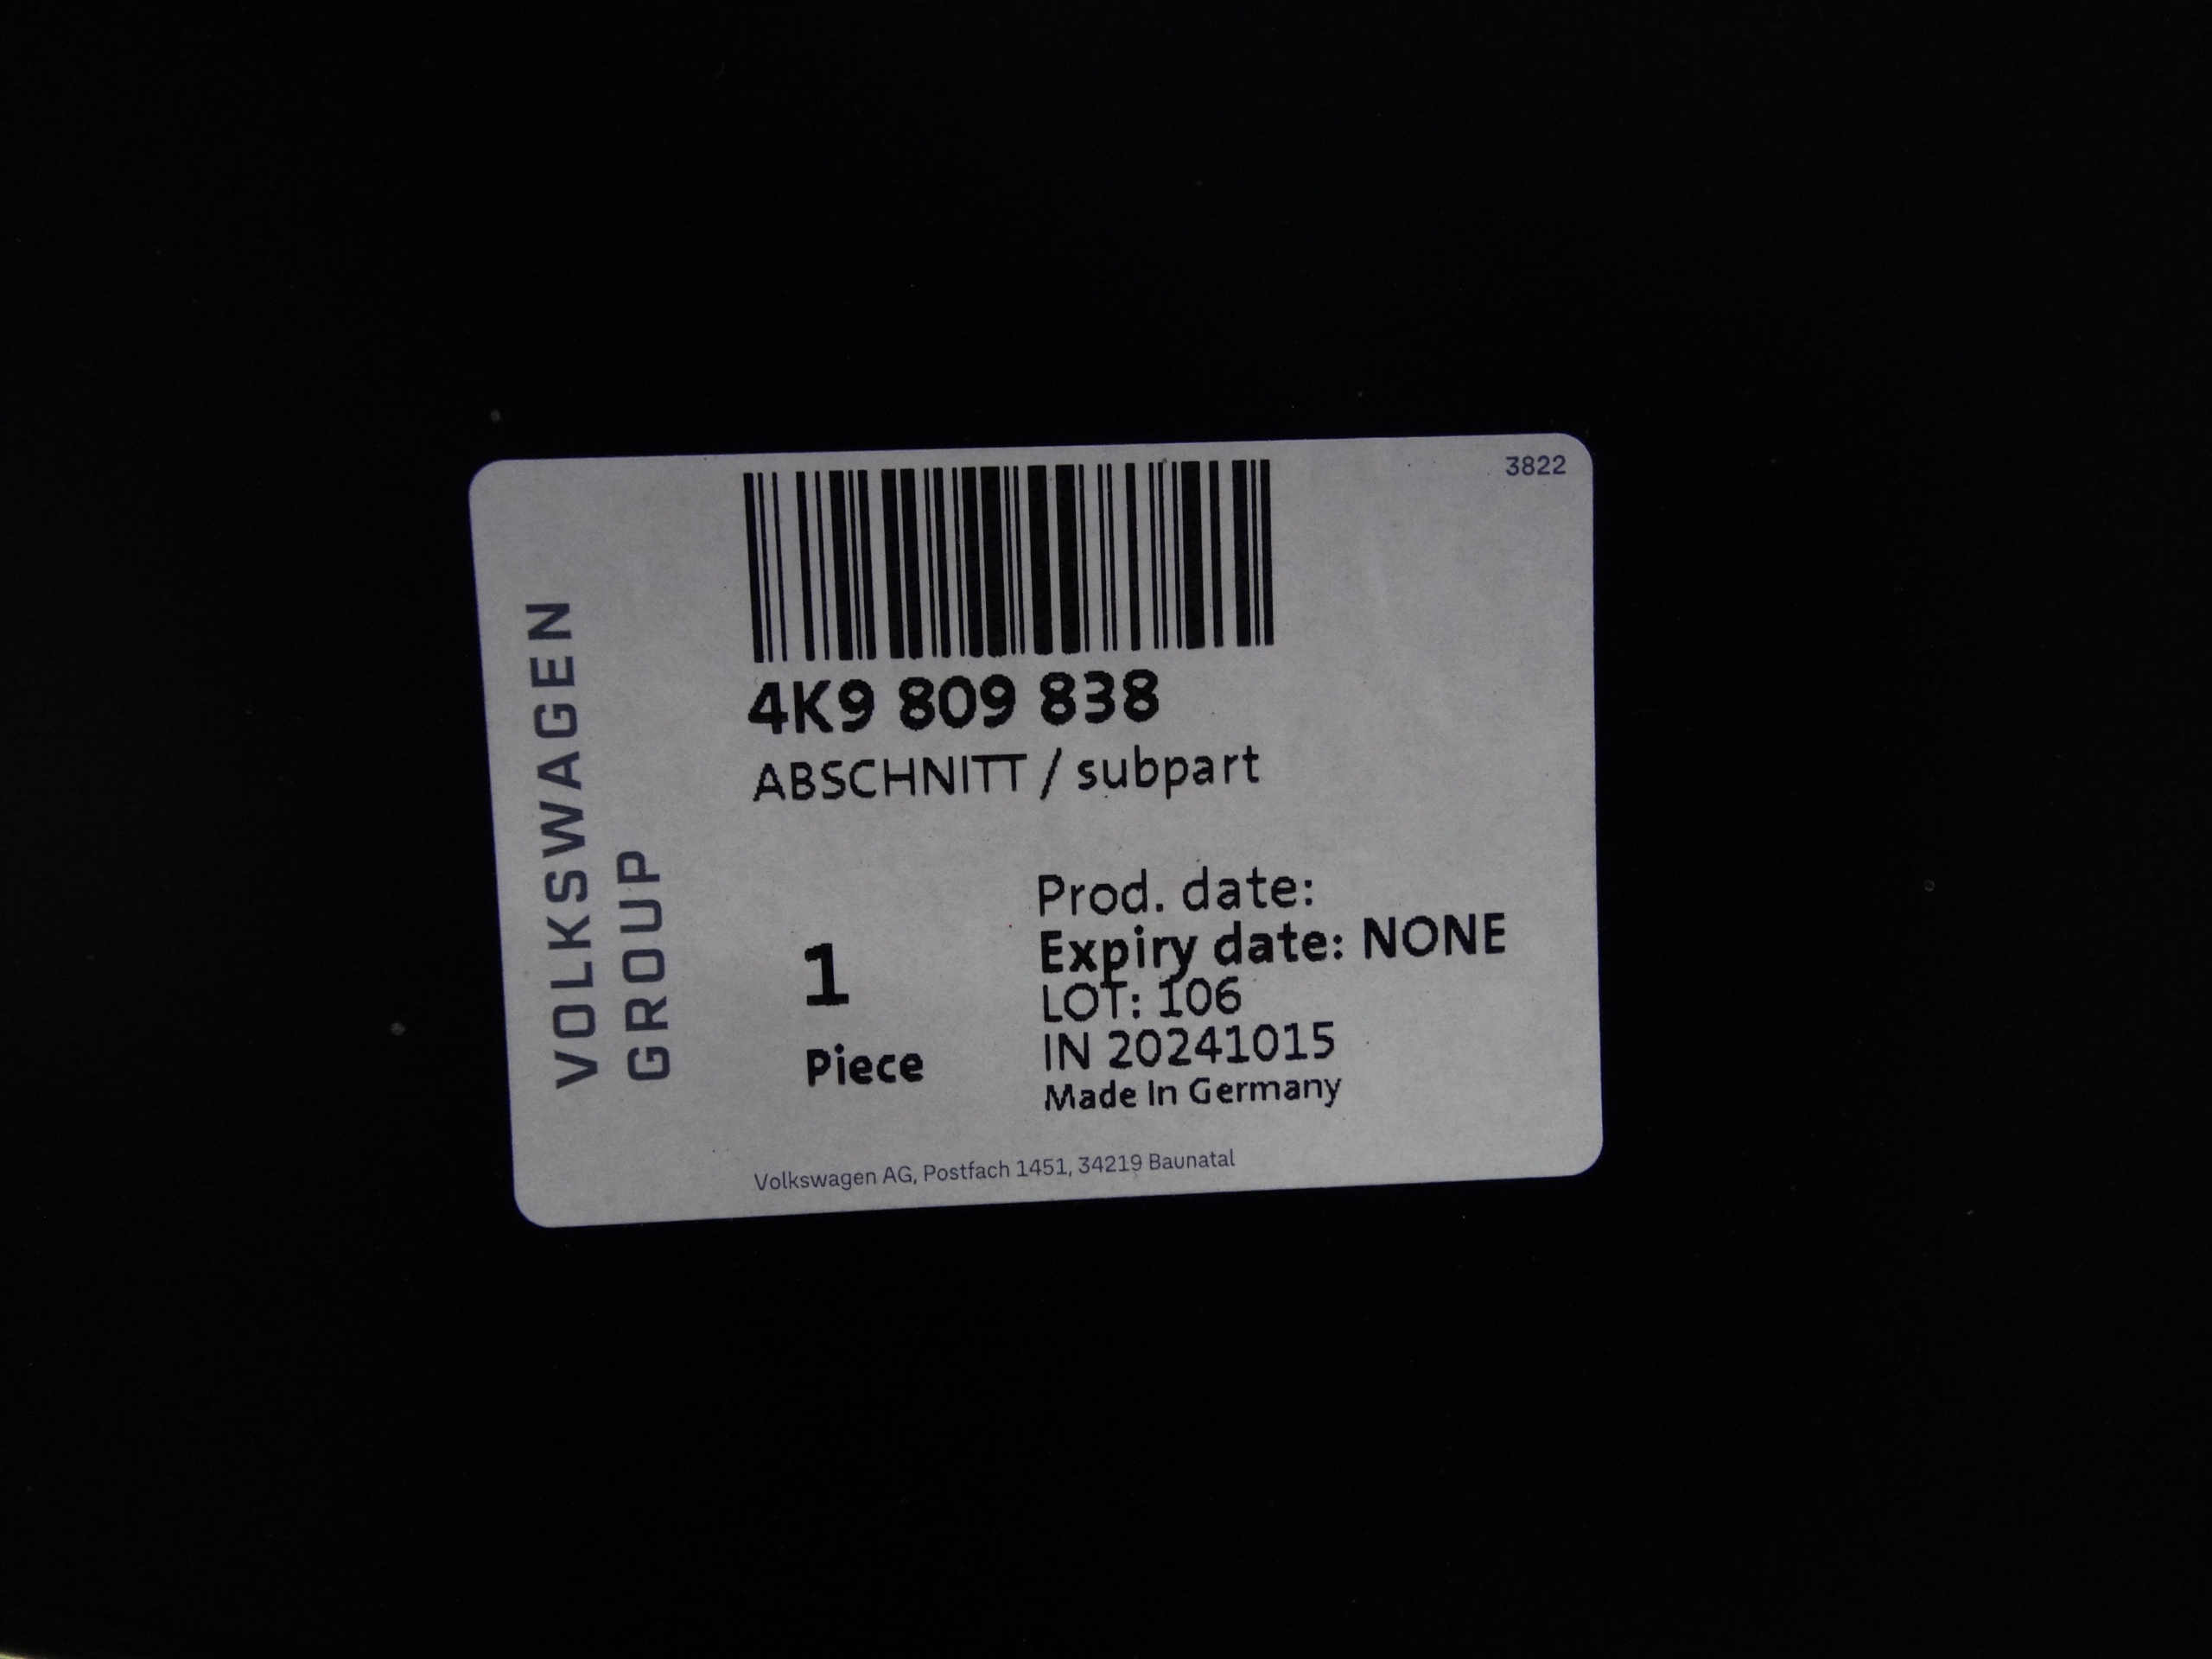 3822
VOLKSWAGEN
GROUP
4K9 809 838
ABSCHNITT / subpart
1
Piece
Prod. date:
Expiry date: NONE
LOT: 106
IN 20241015
Made In Germany
Volkswagen AG, Postfach 1451, 34219 Baunatal